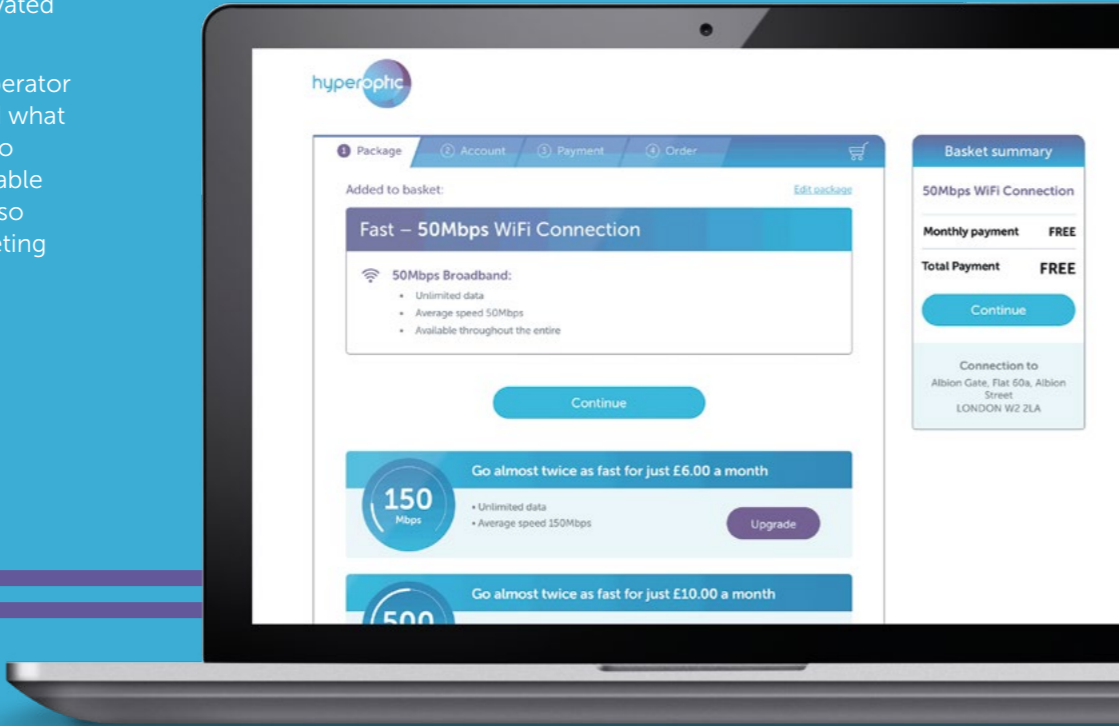 vated
erator
what
o
able
so
eting
hyperoptic
1 Package
2 Account
3 Payment
4 Order
Added to basket:
Edit package
Fast – 50Mbps WiFi Connection
50Mbps Broadband:
• Unlimited data
• Average speed 50Mbps
• Available throughout the entire
Continue
Go almost twice as fast for just £6.00 a month
150
Mbps
• Unlimited data
• Average speed 150Mbps
Upgrade
Go almost twice as fast for just £10.00 a month
500
Basket summary
50Mbps WiFi Connection
Monthly payment FREE
Total Payment FREE
Continue
Connection to
Albion Gate, Flat 60a, Albion
Street
LONDON W2 2LA